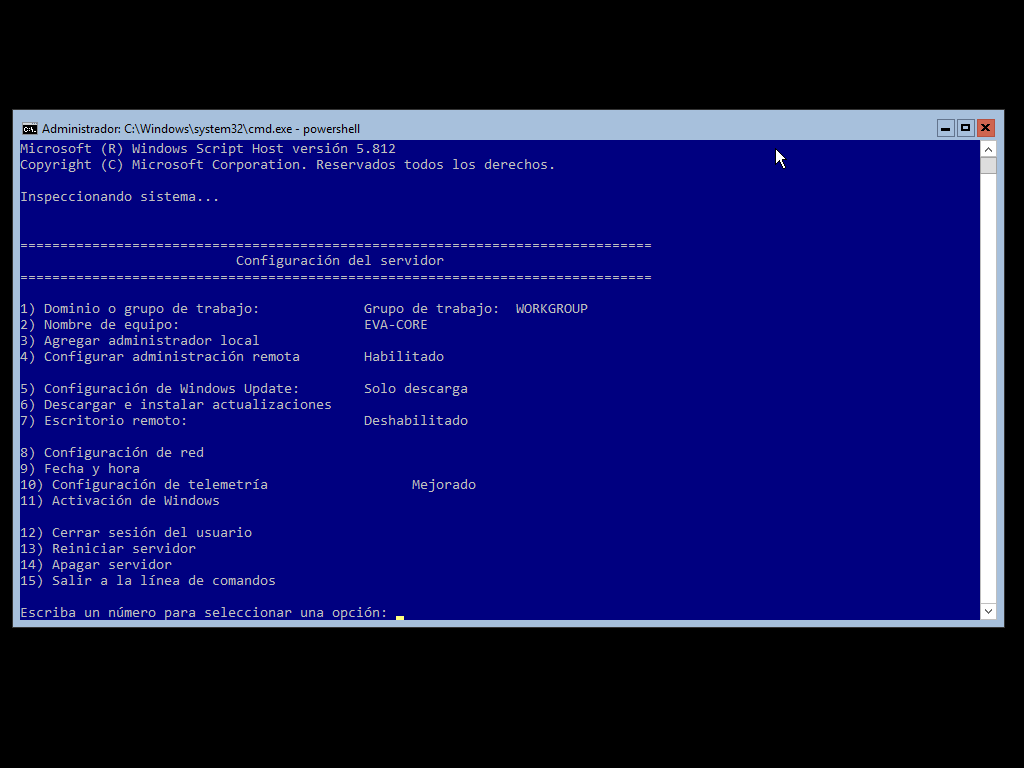 Administrador: C:\Windows\system32\cmd.exe - powershell
Microsoft (R) Windows Script Host versión 5.812
Copyright (C) Microsoft Corporation. Reservados todos los derechos.
Inspeccionando sistema...
===============================================================================
Configuración del servidor
===============================================================================
1) Dominio o grupo de trabajo: Grupo de trabajo: WORKGROUP
2) Nombre de equipo: EVA-CORE
3) Agregar administrador local
4) Configurar administración remota Habilitado
5) Configuración de Windows Update: Solo descarga
6) Descargar e instalar actualizaciones
7) Escritorio remoto: Deshabilitado
8) Configuración de red
9) Fecha y hora
10) Configuración de telemetría Mejorado
11) Activación de Windows
12) Cerrar sesión del usuario
13) Reiniciar servidor
14) Apagar servidor
15) Salir a la línea de comandos
Escriba un número para seleccionar una opción: